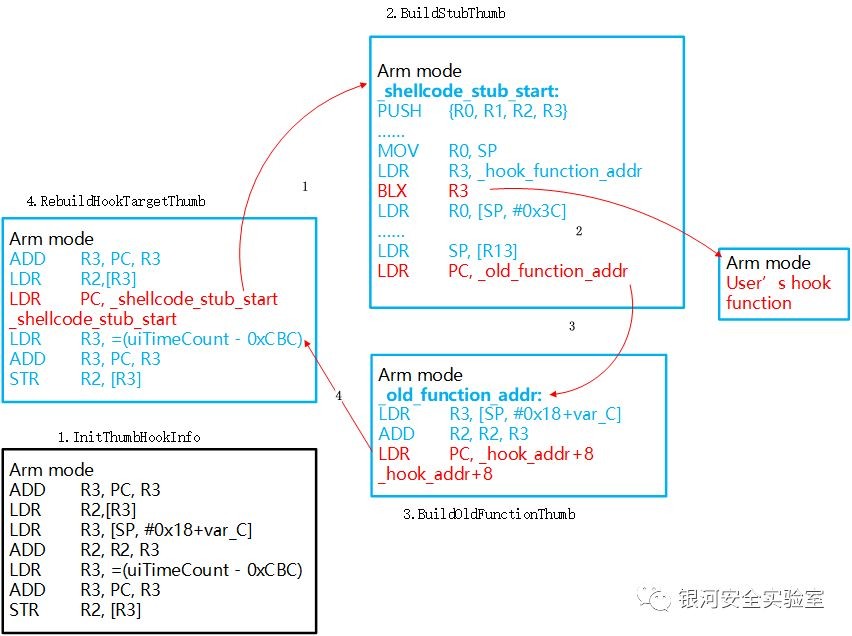 2.BuildStubThumb
Arm mode
_shellcode_stub_start:
PUSH {R0, R1, R2, R3}
......
MOV R0, SP
LDR R3, _hook_function_addr
BLX R3
LDR R0, [SP, #0x3C]
......
LDR SP, [R13]
LDR PC, _old_function_addr
1
2
3
4
4.RebuildHookTargetThumb
Arm mode
ADD R3, PC, R3
LDR R2,[R3]
LDR PC, _shellcode_stub_start
_shellcode_stub_start
LDR R3, =(uiTimeCount - 0xCBC)
ADD R3, PC, R3
STR R2, [R3]
Arm mode
User's hook
function
Arm mode
_old_function_addr:
LDR R3, [SP, #0x18+var_C]
ADD R2, R2, R3
LDR PC, _hook_addr+8
_hook_addr+8
3.BuildOldFunctionThumb
1.InitThumbHookInfo
Arm mode
ADD R3, PC, R3
LDR R2,[R3]
LDR R3, [SP, #0x18+var_C]
ADD R2, R2, R3
LDR R3, =(uiTimeCount - 0xCBC)
ADD R3, PC, R3
STR R2, [R3]
银河安全实验室